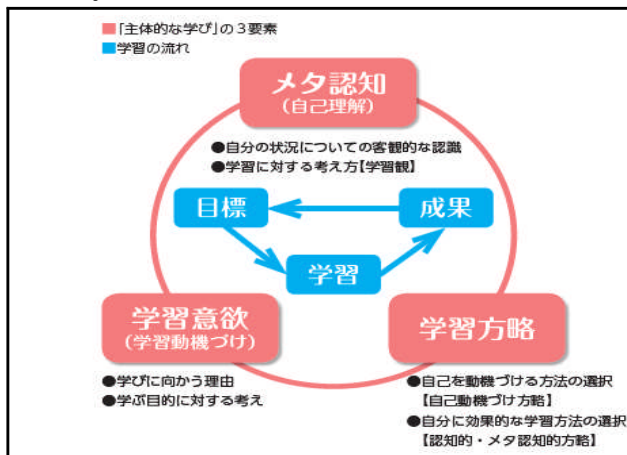 ■「主体的な学び」の3要素
■学習の流れ
メタ認知
(自己理解)
●自分の状況についての客観的な認識
●学習に対する考え方【学習観】
目標
成果
学習
学習意欲
(学習動機づけ)
学習方略
●学びに向かう理由
●学ぶ目的に対する考え
●自己を動機づける方法の選択
【自己動機づけ方略】
●自分に効果的な学習方法の選択
【認知的・メタ認知的方略】